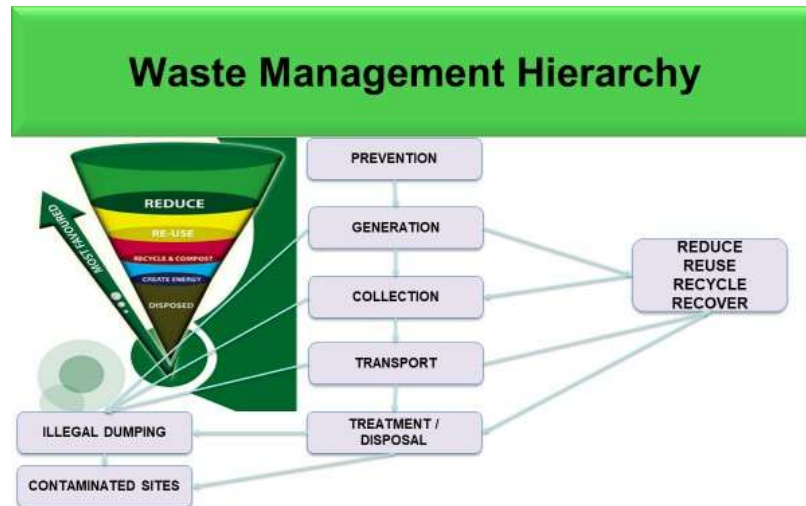 Waste Management Hierarchy
MOST FAVOURED
REDUCE
RE-USE
RECYCLE & COMPOST
CREATE ENERGY
DISPOSED
PREVENTION
GENERATION
COLLECTION
TRANSPORT
TREATMENT /
DISPOSAL
REDUCE
REUSE
RECYCLE
RECOVER
ILLEGAL DUMPING
CONTAMINATED SITES